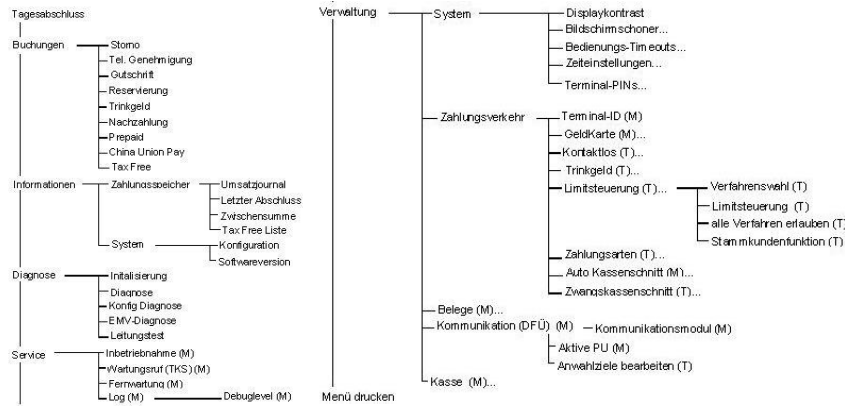 Tagesabschluss
Buchungen
Storno
Tel. Genehmigung
Gutschrift
Reservierung
Trinkgeld
Nachzahlung
Prepaid
China Union Pay
Tax Free
Informationen
Zahlungsspeicher
Umsatzjournal
Letzter Abschluss
Zwischensumme
Tax Free Liste
System
Konfiguration
Softwareversion
Diagnose
Initalisierung
Diagnose
Konfig Diagnose
EMV-Diagnose
Leitungstest
Service
Inbetriebnahme (M)
Wartungsruf (TKS) (M)
Fernwartung (M)
Log (M)
Debuglevel (M)
Verwaltung
System
Displaykontrast
Bildschirmschoner...
Bedienungs-Timeouts...
Zeiteinstellungen...
Terminal-PINs...
Zahlungsverkehr
Terminal-ID (M)
GeldKarte (M)...
Kontaktlos (T)...
Trinkgeld (T)...
Limitsteuerung (T)...
Verfahrenswahl (T)
Limitsteuerung (T)
alle Verfahren erlauben (T)
Stammkundenfunktion (T)
Zahlungsarten (T)...
Auto Kassenschnitt (M)...
Zwangskassenschnitt (T)...
Belege (M)...
Kommunikation (DFÜ) (M)
Kommunikationsmodul (M)
Aktive PU (M)
Anwahlziele bearbeiten (T)
Kasse (M)...
Menü drucken